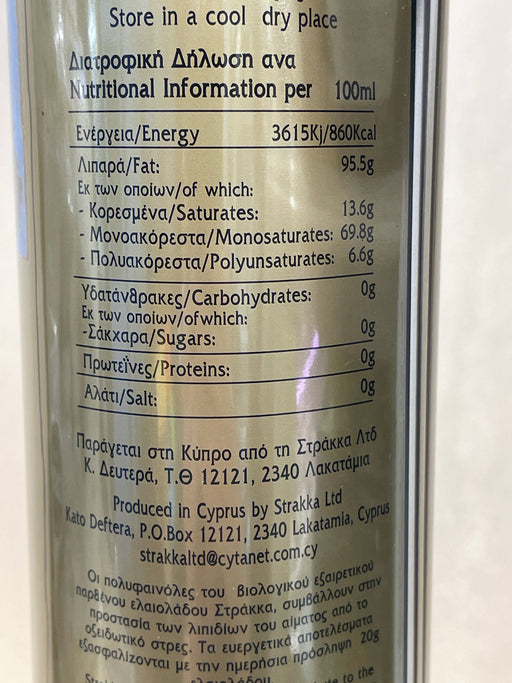 Store in a cool dry place
Διατροφική Δήλωση ανα
Nutritional Information per 100ml
Ενέργεια/Energy 3615Kj/860Kcal
Λιπαρά/Fat: 95.5g
Εκ των οποίων/of which:
- Κορεσμένα/Saturates: 13.6g
- Μονοακόρεστα/Monosaturates: 69.8g
- Πολυακόρεστα/Polyunsaturates: 6.6g
Υδατάνθρακες/Carbohydrates: 0g
Εκ των οποίων/ofwhich:
-Σάκχαρα/Sugars: 0g
Πρωτεΐνες/Proteins: 0g
Αλάτι/Salt: 0g
Παράγεται στη Κύπρο από τη Στράκκα Λτδ
Κ. Δευτερά, Τ.Θ 12121, 2340 Λακατάμια
Produced in Cyprus by Strakka Ltd
Kato Deftera, P.O.Box 12121, 2340 Lakatamia, Cyprus
strakkaltd@cytanet.com.cy
Οι πολυφαινόλες του βιολογικού εξαιρετικού
παρθένου ελαιολάδου Στράκκα, συμβάλλουν στην
προστασία των λιπιδίων του αίματος από το
οξειδωτικό στρες. Τα ευεργετικά αποτελέσματα
εξασφαλίζονται με την ημερήσια πρόσληψη 20g
ελαιολάδου
to the